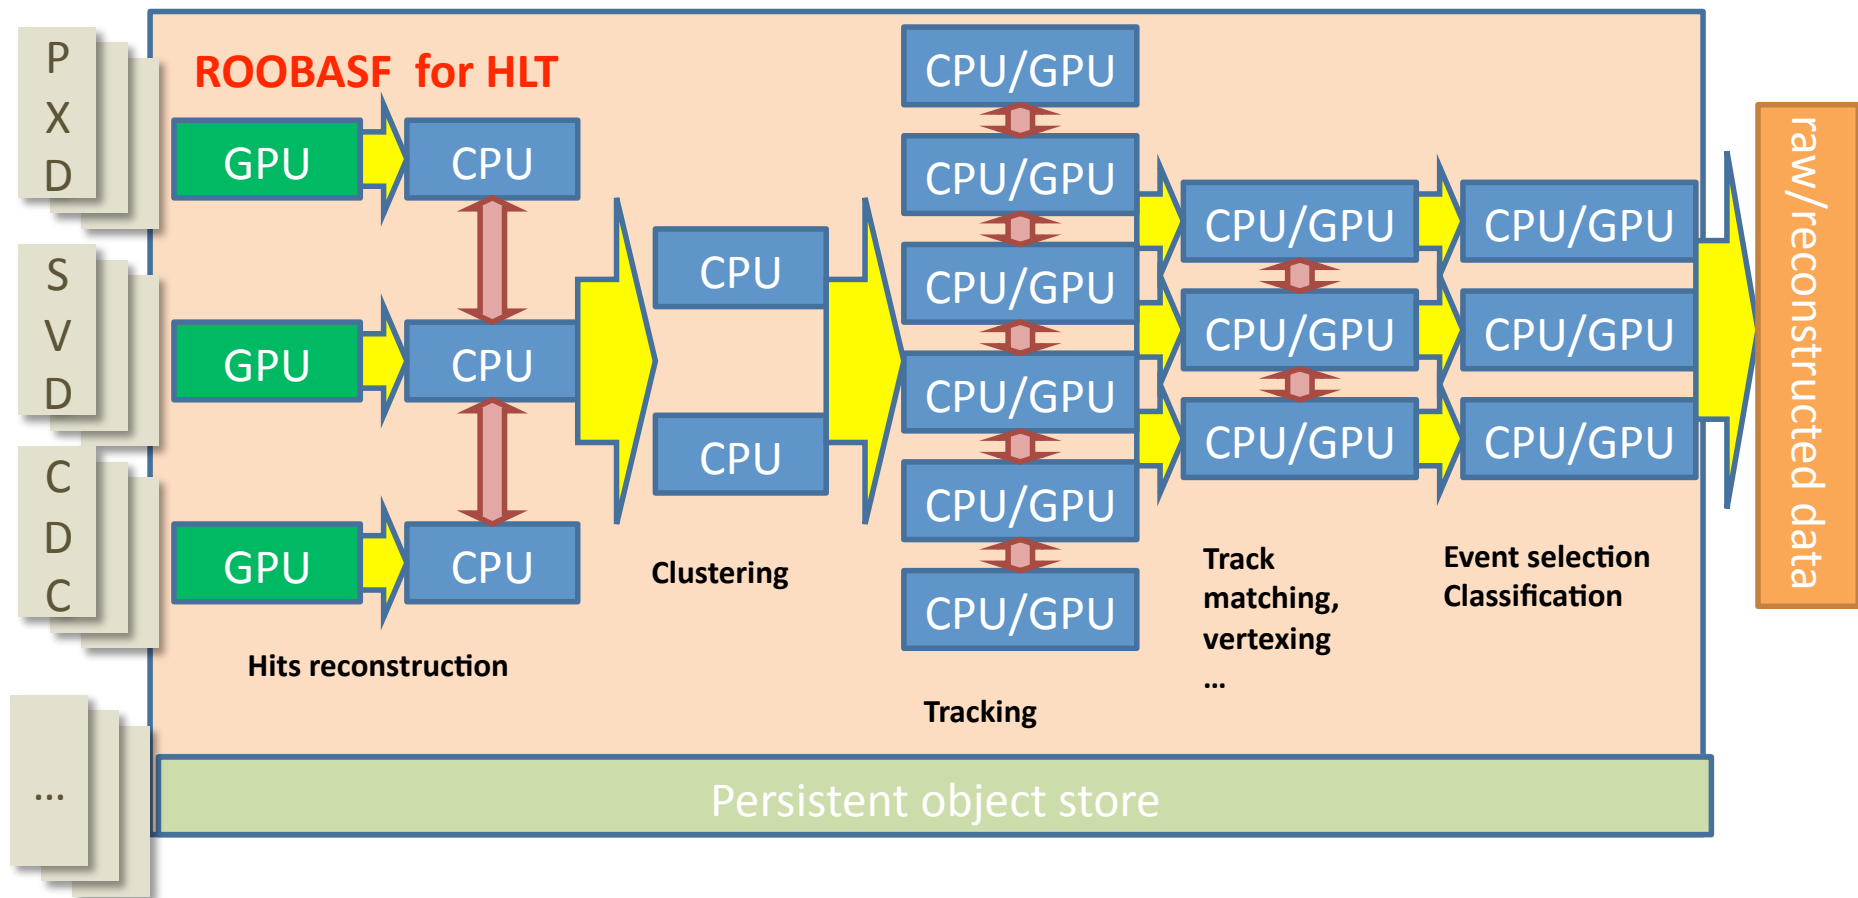 P
X
D
S
V
D
C
D
C
...
ROOBASF for HLT
GPU
CPU
GPU
CPU
GPU
CPU
Hits reconstruction
CPU
CPU
Clustering
CPU/GPU
CPU/GPU
CPU/GPU
CPU/GPU
CPU/GPU
CPU/GPU
Tracking
CPU/GPU
CPU/GPU
CPU/GPU
Track
matching,
vertexing
...
CPU/GPU
CPU/GPU
CPU/GPU
Event selection
Classification
raw/reconstructed data
Persistent object store